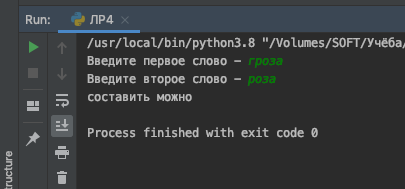 Run: ЛР4 ×
/usr/local/bin/python3.8 "/Volumes/SOFT/Учёба/
Введите первое слово – гроза
Введите второе слово – роза
составить можно
Process finished with exit code 0
ructure